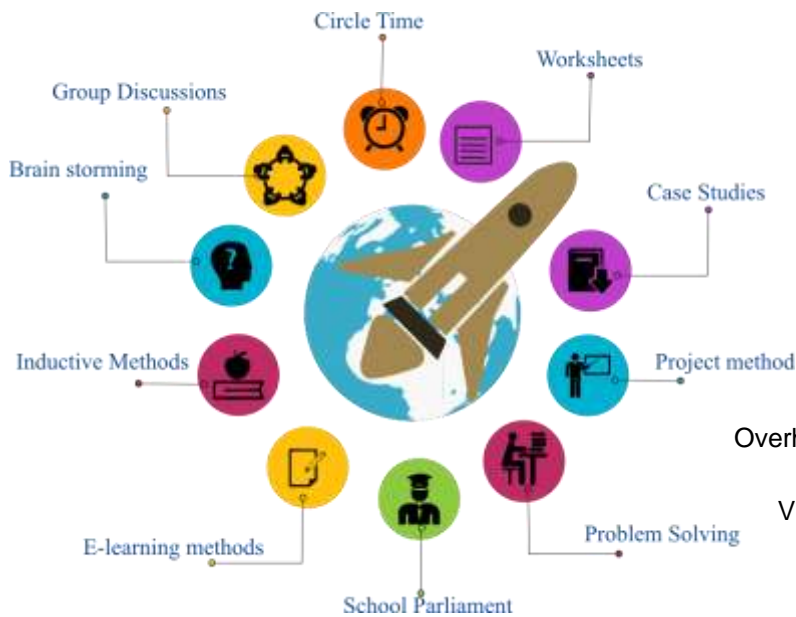 Circle Time
Worksheets
Group Discussions
Brain storming
Case Studies
Inductive Methods
Project method
E-learning methods
Problem Solving
School Parliament
?